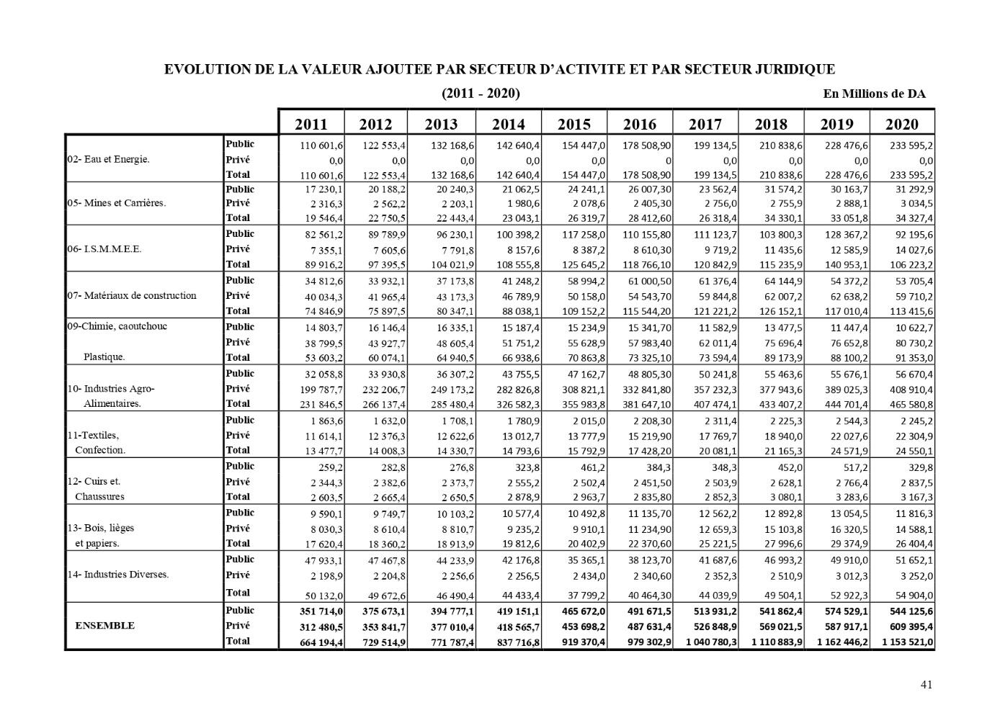 EVOLUTION DE LA VALEUR AJOUTEE PAR SECTEUR D’ACTIVITE ET PAR SECTEUR JURIDIQUE
(2011 - 2020) En Millions de DA
2011 2012 2013 2014 2015 2016 2017 2018 2019 2020
Public 110 601,6 122 553,4 132 168,6 142 640,4 154 447,0 178 508,90 199 134,5 210 838,6 228 476,6 233 595,2
02- Eau et Energie. Privé 0,0 0,0 0,0 0,0 0,0 0 0,0 0,0 0,0 0,0
Total 110 601,6 122 553,4 132 168,6 142 640,4 154 447,0 178 508,90 199 134,5 210 838,6 228 476,6 233 595,2
Public 17 230,1 20 188,2 20 240,3 21 062,5 24 241,1 26 007,30 23 562,4 31 574,2 30 163,7 31 292,9
05- Mines et Carrières. Privé 2 316,3 2 562,2 2 203,1 1 980,6 2 078,6 2 405,30 2 756,0 2 755,9 2 888,1 3 034,5
Total 19 546,4 22 750,5 22 443,4 23 043,1 26 319,7 28 412,60 26 318,4 34 330,1 33 051,8 34 327,4
Public 82 561,2 89 789,9 96 230,1 100 398,2 117 258,0 110 155,80 111 123,7 103 800,3 128 367,2 92 195,6
06- I.S.M.M.E.E. Privé 7 355,1 7 605,6 7 791,8 8 157,6 8 387,2 8 610,30 9 719,2 11 435,6 12 585,9 14 027,6
Total 89 916,2 97 395,5 104 021,9 108 555,8 125 645,2 118 766,10 120 842,9 115 235,9 140 953,1 106 223,2
Public 34 812,6 33 932,1 37 173,8 41 248,2 58 994,2 61 000,50 61 376,4 64 144,9 54 372,2 53 705,4
07- Matériaux de construction Privé 40 034,3 41 965,4 43 173,3 46 789,9 50 158,0 54 543,70 59 844,8 62 007,2 62 638,2 59 710,2
Total 74 846,9 75 897,5 80 347,1 88 038,1 109 152,2 115 544,20 121 221,2 126 152,1 117 010,4 113 415,6
09-Chimie, caoutchouc Public 14 803,7 16 146,4 16 335,1 15 187,4 15 234,9 15 341,70 11 582,9 13 477,5 11 447,4 10 622,7
Privé 38 799,5 43 927,7 48 605,4 51 751,2 55 628,9 57 983,40 62 011,4 75 696,4 76 652,8 80 730,2
Plastique. Total 53 603,2 60 074,1 64 940,5 66 938,6 70 863,8 73 325,10 73 594,4 89 173,9 88 100,2 91 353,0
Public 32 058,8 33 930,8 36 307,2 43 755,5 47 162,7 48 805,30 50 241,8 55 463,6 55 676,1 56 670,4
10- Industries Agro- Privé 199 787,7 232 206,7 249 173,2 282 826,8 308 821,1 332 841,80 357 232,3 377 943,6 389 025,3 408 910,4
Alimentaires. Total 231 846,5 266 137,4 285 480,4 326 582,3 355 983,8 381 647,10 407 474,1 433 407,2 444 701,4 465 580,8
Public 1 863,6 1 632,0 1 708,1 1 780,9 2 015,0 2 208,30 2 311,4 2 225,3 2 544,3 2 245,2
11-Textiles, Privé 11 614,1 12 376,3 12 622,6 13 012,7 13 777,9 15 219,90 17 769,7 18 940,0 22 027,6 22 304,9
Confection. Total 13 477,7 14 008,3 14 330,7 14 793,6 15 792,9 17 428,20 20 081,1 21 165,3 24 571,9 24 550,1
Public 259,2 282,8 276,8 323,8 461,2 384,3 348,3 452,0 517,2 329,8
12- Cuirs et. Privé 2 344,3 2 382,6 2 373,7 2 555,2 2 502,4 2 451,50 2 503,9 2 628,1 2 766,4 2 837,5
Chaussures Total 2 603,5 2 665,4 2 650,5 2 878,9 2 963,7 2 835,80 2 852,3 3 080,1 3 283,6 3 167,3
Public 9 590,1 9 749,7 10 103,2 10 577,4 10 492,8 11 135,70 12 562,2 12 892,8 13 054,5 11 816,3
13- Bois, lièges Privé 8 030,3 8 610,4 8 810,7 9 235,2 9 910,1 11 234,90 12 659,3 15 103,8 16 320,5 14 588,1
et papiers. Total 17 620,4 18 360,2 18 913,9 19 812,6 20 402,9 22 370,60 25 221,5 27 996,6 29 374,9 26 404,4
Public 47 933,1 47 467,8 44 233,9 42 176,8 35 365,1 38 123,70 41 687,6 46 993,2 49 910,0 51 652,1
14- Industries Diverses. Privé 2 198,9 2 204,8 2 256,6 2 256,5 2 434,0 2 340,60 2 352,3 2 510,9 3 012,3 3 252,0
Total 50 132,0 49 672,6 46 490,4 44 433,4 37 799,2 40 464,30 44 039,9 49 504,1 52 922,3 54 904,0
Public 351 714,0 375 673,1 394 777,1 419 151,1 465 672,0 491 671,5 513 931,2 541 862,4 574 529,1 544 125,6
ENSEMBLE Privé 312 480,5 353 841,7 377 010,4 418 565,7 453 698,2 487 631,4 526 848,9 569 021,5 587 917,1 609 395,4
Total 664 194,4 729 514,9 771 787,4 837 716,8 919 370,4 979 302,9 1 040 780,3 1 110 883,9 1 162 446,2 1 153 521,0
41